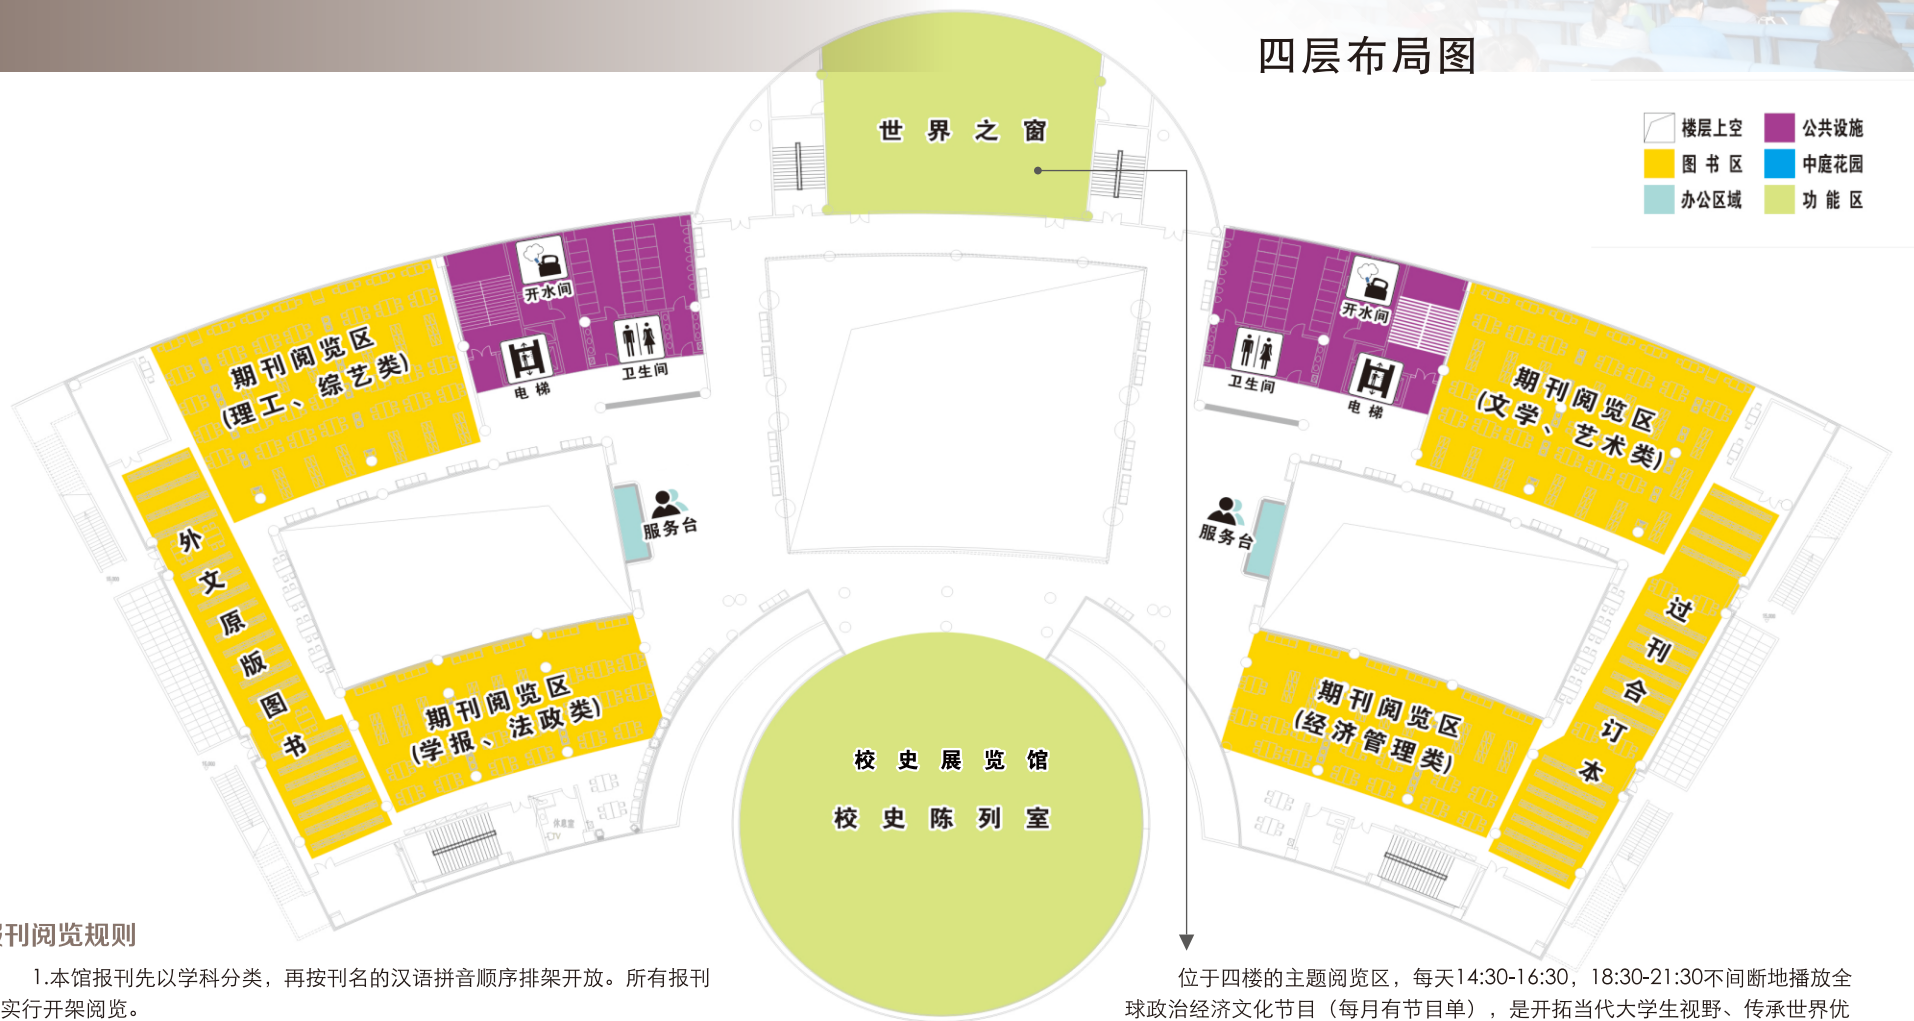 四层布局图
楼层上空
公共设施
图书区
中庭花园
办公区域
功能区
世界之窗
开水间
电梯
卫生间
开水间
卫生间
电梯
期刊阅览区
(理工、综艺类)
期刊阅览区
(文学、艺术类)
服务台
服务台
外文原版图书
过刊合订本
期刊阅览区
(学报、法政类)
期刊阅览区
(经济管理类)
校史展览馆
校史陈列室
休息室
刊阅览规则
1.本馆报刊先以学科分类，再按刊名的汉语拼音顺序排架开放。所有报刊
实行开架阅览。
位于四楼的主题阅览区，每天14:30-16:30，18:30-21:30不间断地播放全
球政治经济文化节目（每月有节目单），是开拓当代大学生视野、传承世界优